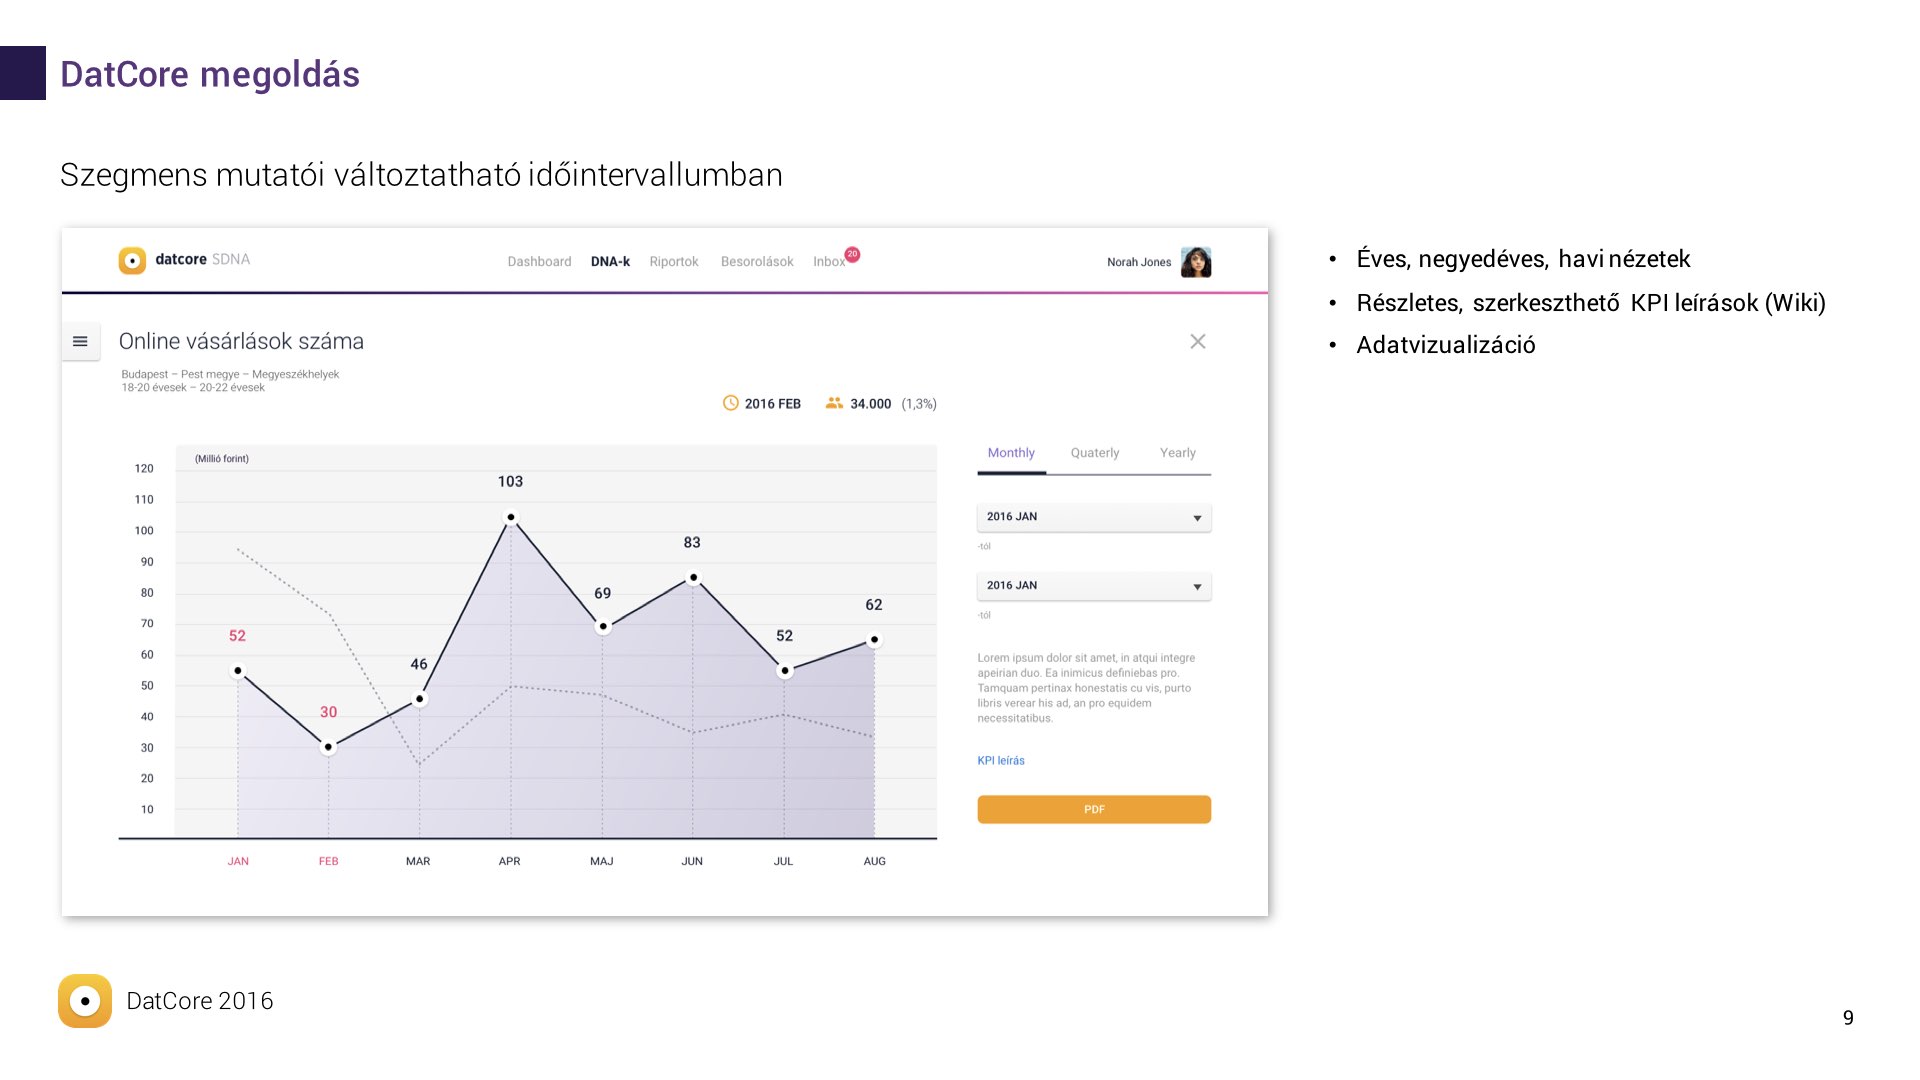 DatCore megoldás
Szegmens mutatói változtatható időintervallumban
datcore SDNA
Dashboard DNA-k Riportok Besorolások Inbox 20
Norah Jones
Online vásárlások száma
Budapest – Pest megye – Megyeszékhelyek
18-20 évesek – 20-22 évesek
2016 FEB 34.000 (1,3%)
(Millió forint)
120
110
100
90
80
70
60
50
40
30
20
10
52
30
46
103
69
83
52
62
JAN FEB MAR APR MAJ JUN JUL AUG
Monthly Quaterly Yearly
2016 JAN
-tól
2016 JAN
-tól
Lorem ipsum dolor sit amet, in atqui integre
apeirian duo. Ea inimicus definiebas pro.
Tamquam pertinax honestatis cu vis, purto
libris verear his ad, an pro equidem
necessitatibus.
KPI leírás
PDF
• Éves, negyedéves, havi nézetek
• Részletes, szerkeszthető KPI leírások (Wiki)
• Adatvizualizáció
DatCore 2016
9